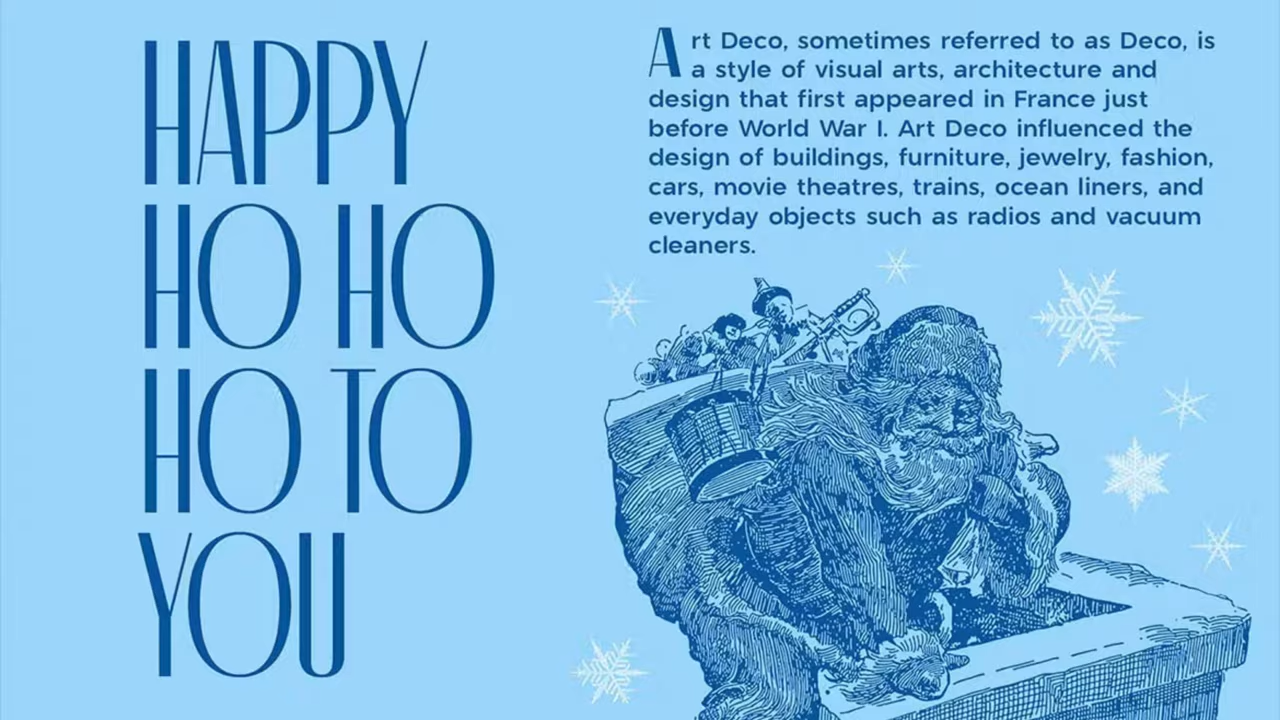 HAPPY
HO HO
HO TO
YOU
Art Deco, sometimes referred to as Deco, is
a style of visual arts, architecture and
design that first appeared in France just
before World War I. Art Deco influenced the
design of buildings, furniture, jewelry, fashion,
cars, movie theatres, trains, ocean liners, and
everyday objects such as radios and vacuum
cleaners.